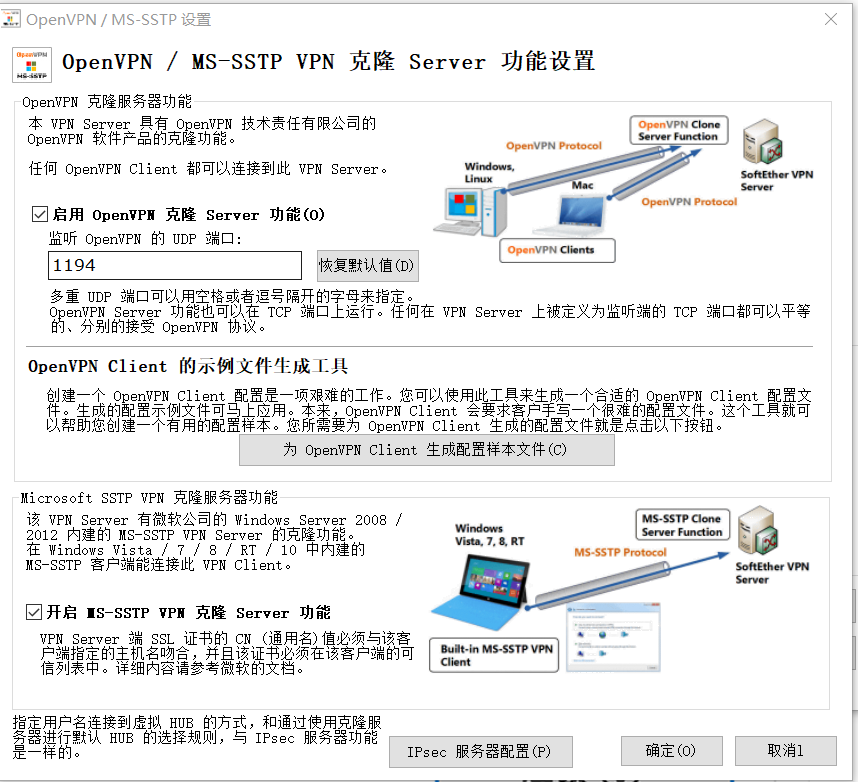 OpenVPN / MS-SSTP 设置
OpenVPN
MS-SSTP
OpenVPN / MS-SSTP VPN 克隆 Server 功能设置
OpenVPN 克隆服务器功能
本 VPN Server 具有 OpenVPN 技术责任有限公司的
OpenVPN 软件产品的克隆功能。
任何 OpenVPN Client 都可以连接到此 VPN Server。
OpenVPN Clone
Server Function
OpenVPN Protocol
Windows,
Linux
Mac
SoftEther VPN
Server
OpenVPN Protocol
OpenVPN Clients
启用 OpenVPN 克隆 Server 功能(O)
监听 OpenVPN 的 UDP 端口:
1194
恢复默认值(D)
多重 UDP 端口可以用空格或者逗号隔开的字母来指定。
OpenVPN Server 功能也可以在 TCP 端口上运行。任何在 VPN Server 上被定义为监听端的 TCP 端口都可以平等
的、分别的接受 OpenVPN 协议。
OpenVPN Client 的示例文件生成工具
创建一个 OpenVPN Client 配置是一项艰难的工作。您可以使用此工具来生成一个合适的 OpenVPN Client 配置文
件。生成的配置示例文件可马上应用。本来，OpenVPN Client 会要求客户手写一个很难的配置文件。这个工具就可
以帮助您创建一个有用的配置样本。您所需要为 OpenVPN Client 生成的配置文件就是点击以下按钮。
为 OpenVPN Client 生成配置样本文件(C)
Microsoft SSTP VPN 克隆服务器功能
该 VPN Server 有微软公司的 Windows Server 2008 /
2012 内建的 MS-SSTP VPN Server 的克隆功能。
在 Windows Vista / 7 / 8 / RT / 10 中内建的
MS-SSTP 客户端能连接此 VPN Client。
Windows
Vista, 7, 8, RT
MS-SSTP Clone
Server Function
MS-SSTP Protocol
SoftEther VPN
Server
Built-in MS-SSTP VPN
Client
开启 MS-SSTP VPN 克隆 Server 功能
VPN Server 端 SSL 证书的 CN (通用名)值必须与该客
户端指定的主机名吻合，并且该证书必须在该客户端的可
信列表中。详细内容请参考微软的文档。
指定用户名连接到虚拟 HUB 的方式，和通过使用克隆服
务器进行默认 HUB 的选择规则，与 IPsec 服务器功能
是一样的。
IPsec 服务器配置(P)
确定(O)
取消l